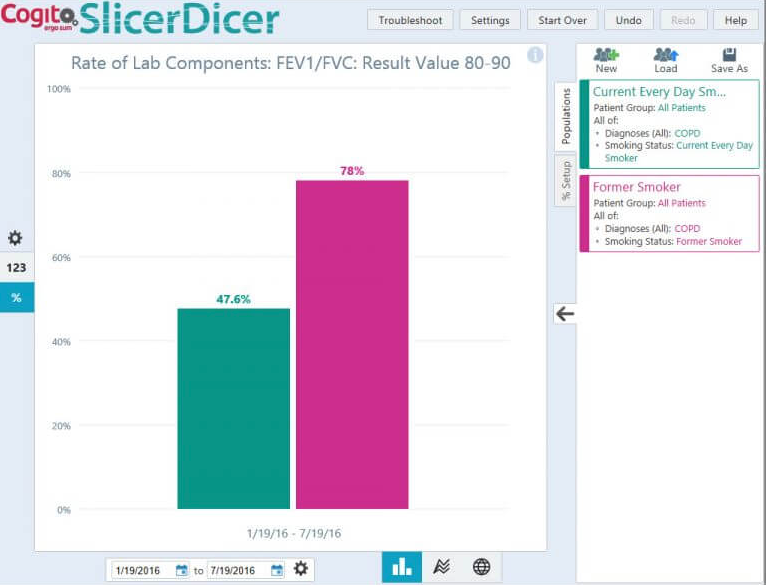 Cogito SlicerDicer
ergo sum
Troubleshoot
Settings
Start Over
Undo
Redo
Help
Rate of Lab Components: FEV1/FVC: Result Value 80-90
100%
80%
60%
40%
20%
0%
78%
47.6%
1/19/16 - 7/19/16
123
%
1/19/2016 to 7/19/2016
Populations
% Setup
New
Load
Save As
Current Every Day Sm...
Patient Group: All Patients
All of:
• Diagnoses (All): COPD
• Smoking Status: Current Every Day
Smoker
Former Smoker
Patient Group: All Patients
All of:
• Diagnoses (All): COPD
• Smoking Status: Former Smoker